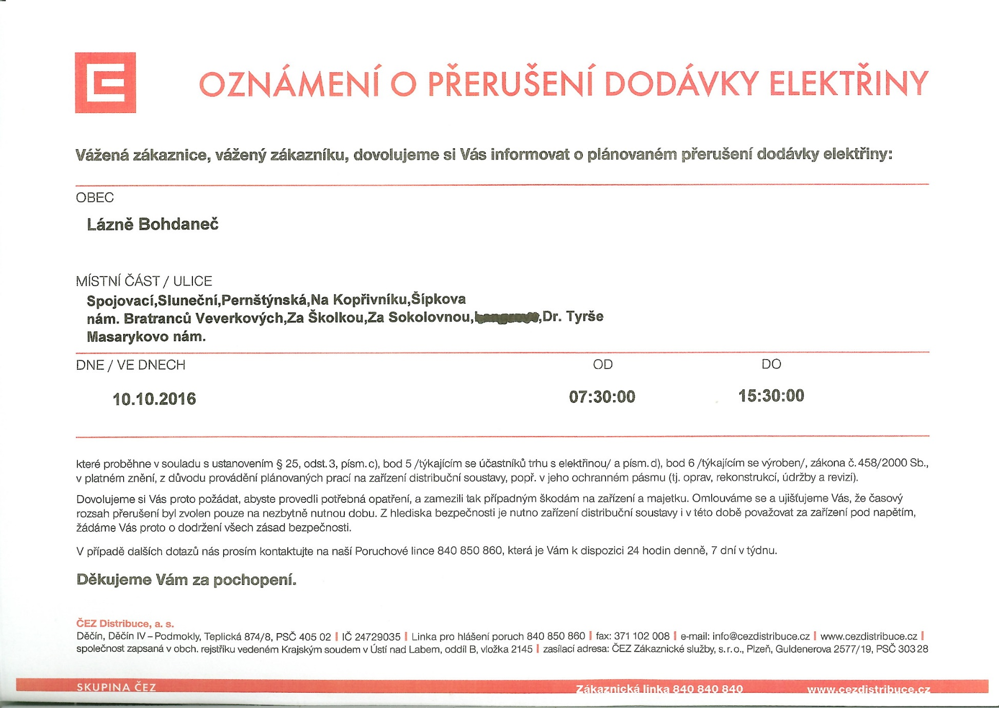 OZNÁMENÍ O PŘERUŠENÍ DODÁVKY ELEKTŘINY
Vážená zákaznice, vážený zákazníku, dovolujeme si Vás informovat o plánovaném přerušení dodávky elektřiny:
OBEC
Lázně Bohdaneč
MÍSTNÍ ČÁST / ULICE
Spojovací,Sluneční,Pernštýnská,Na Kopřivníku,Šípkova
nám. Bratranců Veverkových,Za Školkou,Za Sokolovnou,,Dr. Tyrše
Masarykovo nám.
DNE / VE DNECH OD DO
10.10.2016 07:30:00 15:30:00
které proběhne v souladu s ustanovením § 25, odst. 3, písm. c), bod 5 /týkajícím se účastníků trhu s elektřinou/ a písm. d), bod 6 /týkajícím se výroben/, zákona č. 458/2000 Sb.,
v platném znění, z důvodu provádění plánovaných prací na zařízení distribuční soustavy, popř. v jeho ochranném pásmu (tj. oprav, rekonstrukcí, údržby a revizí).
Dovolujeme si Vás proto požádat, abyste provedli potřebná opatření, a zamezili tak případným škodám na zařízení a majetku. Omlouváme se a ujišťujeme Vás, že časový
rozsah přerušení byl zvolen pouze na nezbytně nutnou dobu. Z hlediska bezpečnosti je nutno zařízení distribuční soustavy i v této době považovat za zařízení pod napětím,
žádáme Vás proto o dodržení všech zásad bezpečnosti.
V případě dalších dotazů nás prosím kontaktujte na naší Poruchové lince 840 850 860, která je Vám k dispozici 24 hodin denně, 7 dní v týdnu.
Děkujeme Vám za pochopení.
ČEZ Distribuce, a. s.
Děčín, Děčín IV – Podmokly, Teplická 874/8, PSČ 405 02 | IČ 24729035 | Linka pro hlášení poruch 840 850 860 | fax: 371 102 008 | e-mail: info@cezdistribuce.cz | www.cezdistribuce.cz |
společnost zapsaná v obch. rejstříku vedeném Krajským soudem v Ústí nad Labem, oddíl B, vložka 2145 | zasílací adresa: ČEZ Zákaznické služby, s. r. o., Plzeň, Guldenerova 2577/19, PSČ 303 28
SKUPINA ČEZ Zákaznická linka 840 840 840 www.cezdistribuce.cz